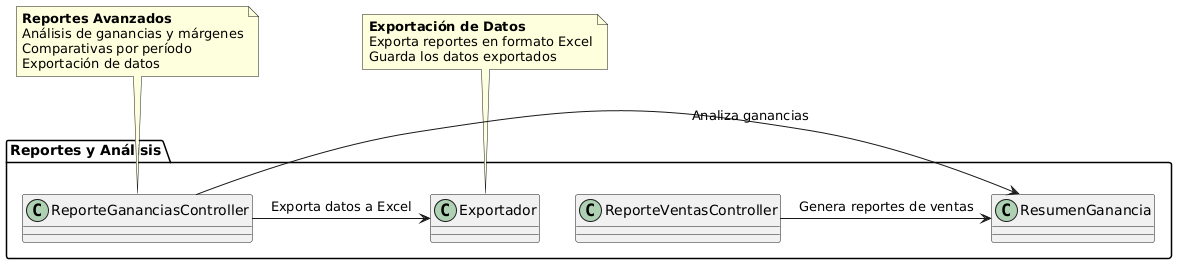 Reportes Avanzados
Análisis de ganancias y márgenes
Comparativas por período
Exportación de datos
Exportación de Datos
Exporta reportes en formato Excel
Guarda los datos exportados
Analiza ganancias
Reportes y Análisis
C ReporteGananciasController
Exporta datos a Excel
C Exportador
C ReporteVentasController
Genera reportes de ventas
C ResumenGanancia